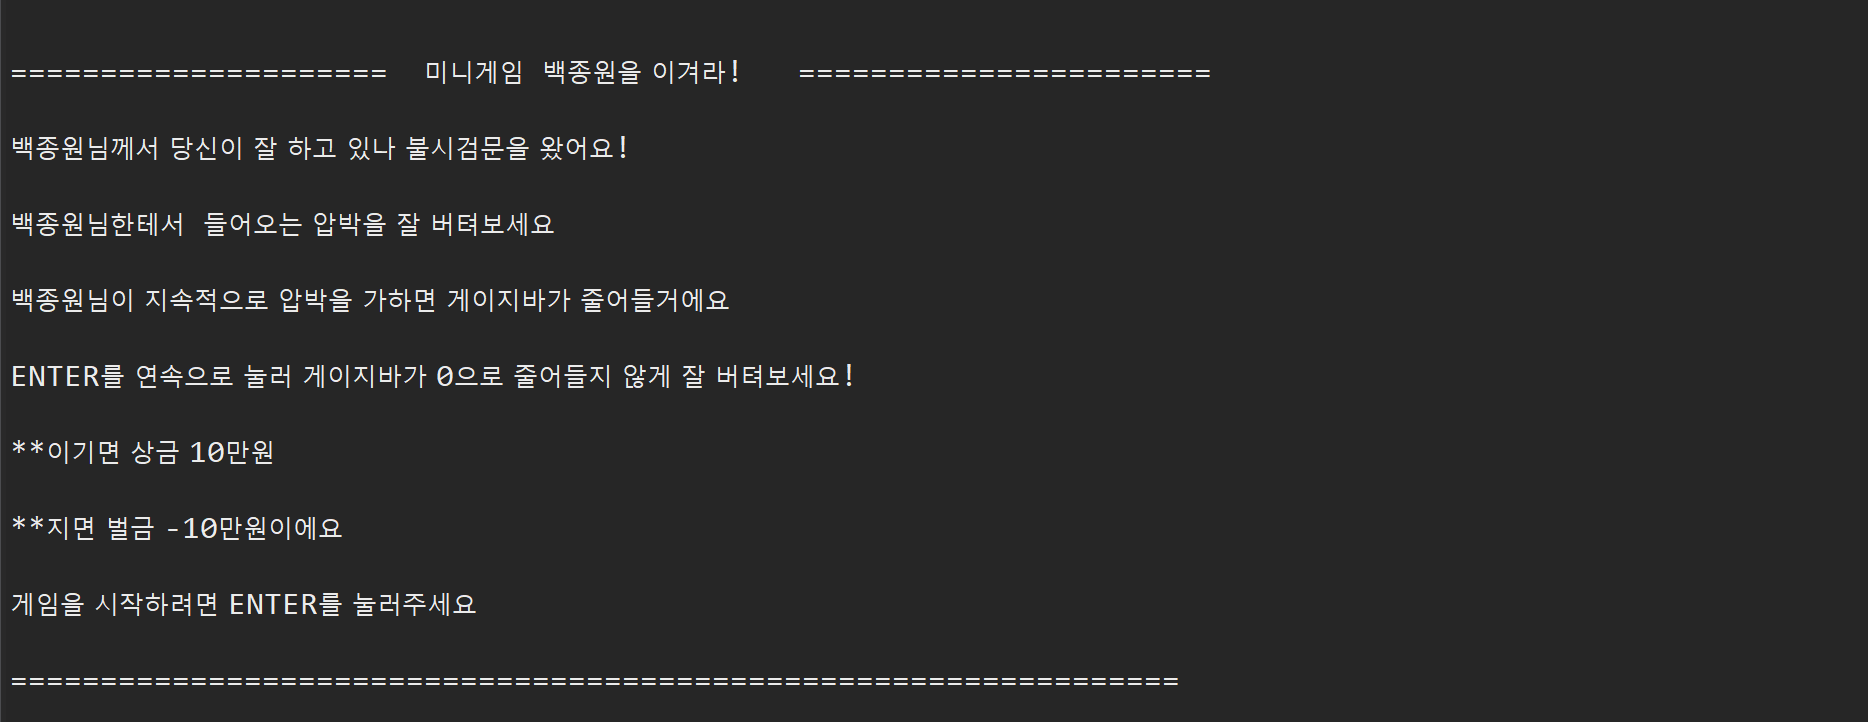 =====================  미니게임 백종원을 이겨라!   =======================
백종원님께서 당신이 잘 하고 있나 불시검문을 왔어요!
백종원님한테서 들어오는 압박을 잘 버텨보세요
백종원님이 지속적으로 압박을 가하면 게이지바가 줄어들거에요
ENTER를 연속으로 눌러 게이지바가 0으로 줄어들지 않게 잘 버텨보세요!
**이기면 상금 10만원
**지면 벌금 -10만원이에요
게임을 시작하려면 ENTER를 눌러주세요
=================================================================